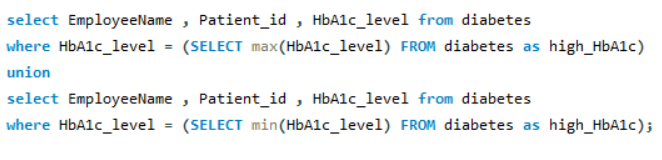 select EmployeeName , Patient_id , HbA1c_level from diabetes
where HbA1c_level = (SELECT max(HbA1c_level) FROM diabetes as high_HbA1c)
union
select EmployeeName , Patient_id , HbA1c_level from diabetes
where HbA1c_level = (SELECT min(HbA1c_level) FROM diabetes as high_HbA1c);